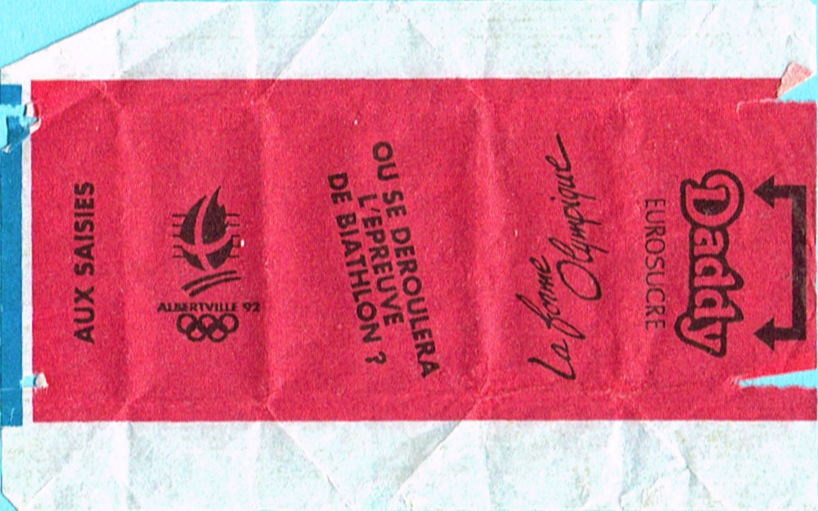 Daddy
EUROSUCRE
La forme
Olympique
OU SE DEROULERA
L'EPREUVE
DE BIATHLON ?
ALBERTVILLE 92
AUX SAISIES